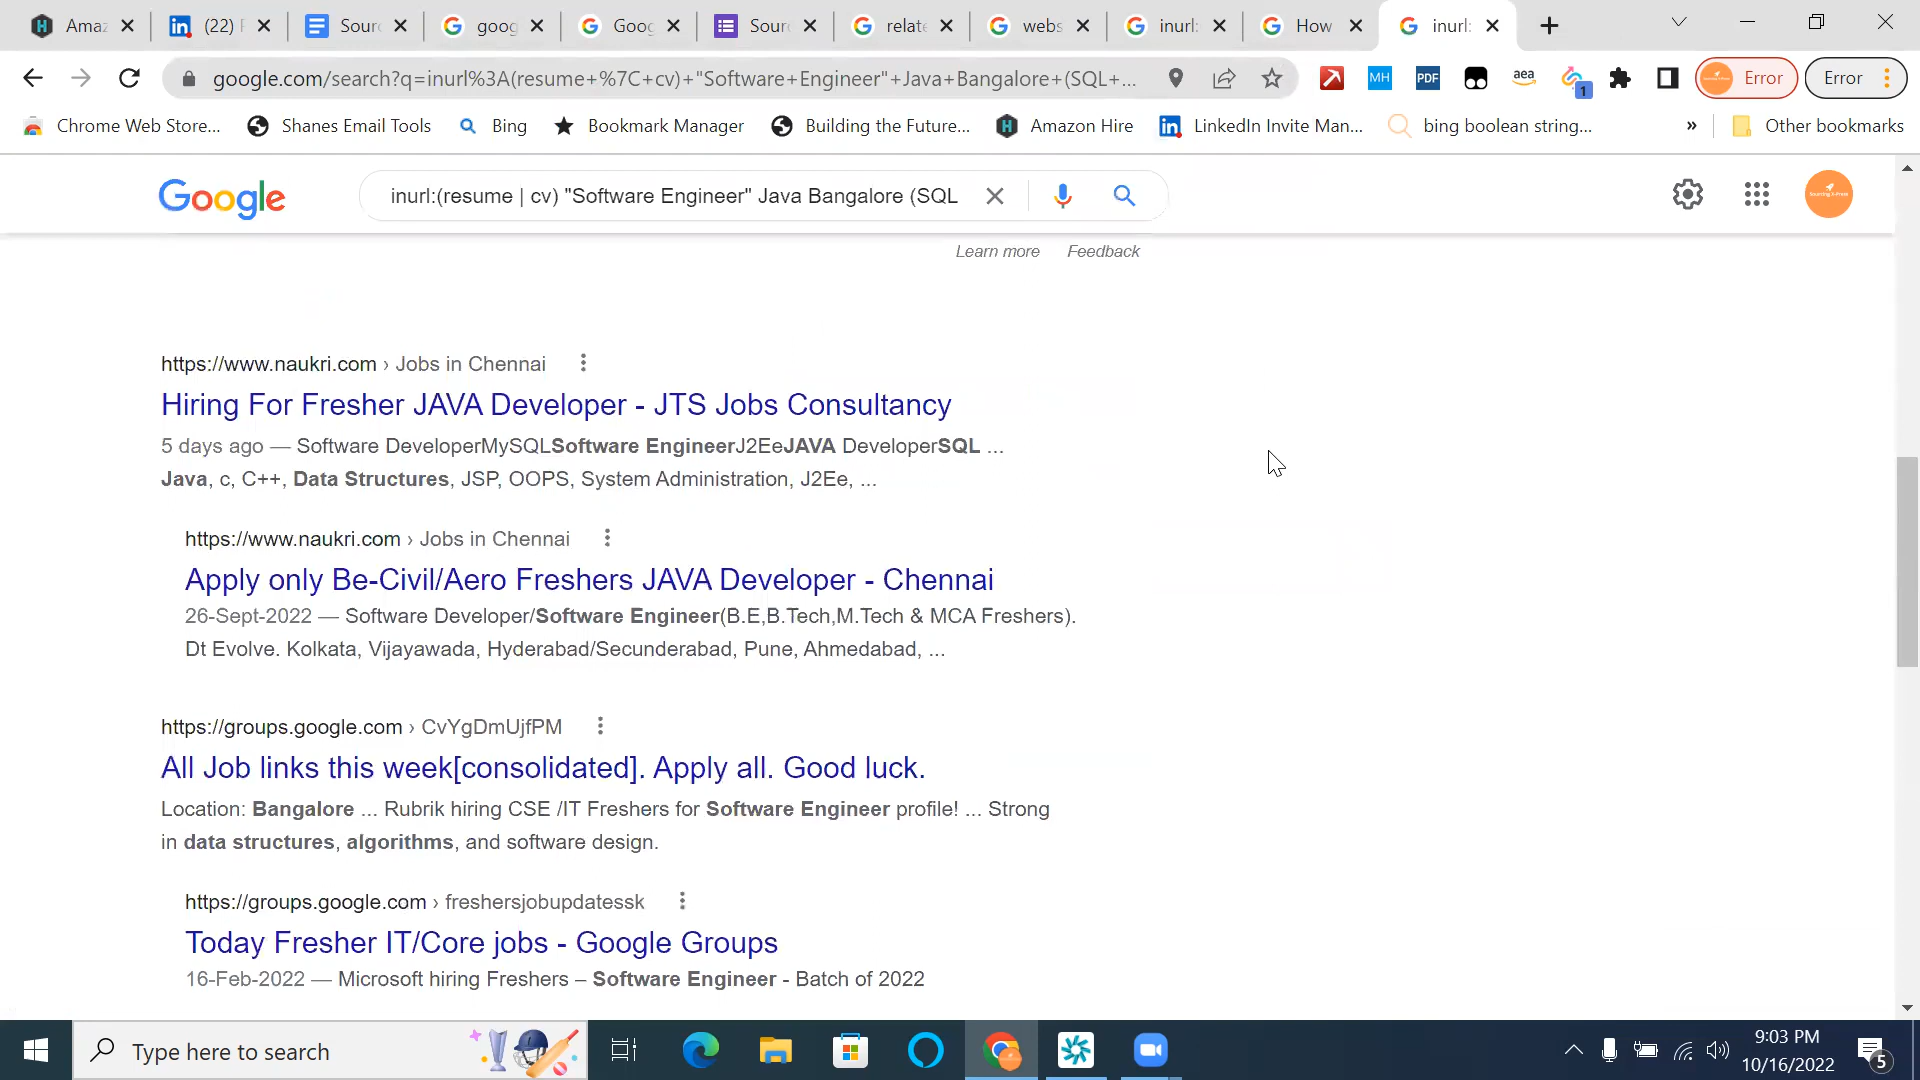 Amaz
(22) F
Sour
goog
Goog
Sour
relate
webs
inurl:
How
inurl:
google.com/search?q=inurl%3A(resume+%7C+cv)+"Software+Engineer"+Java+Bangalore+(SQL+...
MH
PDF
aea
1
Error
Error
Chrome Web Store...
Shanes Email Tools
Bing
Bookmark Manager
Building the Future...
Amazon Hire
LinkedIn Invite Man...
bing boolean string...
»
Other bookmarks
Google
inurl:(resume | cv) "Software Engineer" Java Bangalore (SQL
Learn more Feedback
https://www.naukri.com › Jobs in Chennai
Hiring For Fresher JAVA Developer - JTS Jobs Consultancy
5 days ago — Software DeveloperMySQLSoftware EngineerJ2EeJAVA DeveloperSQL ...
Java, c, C++, Data Structures, JSP, OOPS, System Administration, J2Ee, ...
https://www.naukri.com › Jobs in Chennai
Apply only Be-Civil/Aero Freshers JAVA Developer - Chennai
26-Sept-2022 — Software Developer/Software Engineer(B.E,B.Tech,M.Tech & MCA Freshers).
Dt Evolve. Kolkata, Vijayawada, Hyderabad/Secunderabad, Pune, Ahmedabad, ...
https://groups.google.com › CvYgDmUjfPM
All Job links this week[consolidated]. Apply all. Good luck.
Location: Bangalore ... Rubrik hiring CSE /IT Freshers for Software Engineer profile! ... Strong
in data structures, algorithms, and software design.
https://groups.google.com › freshersjobupdatessk
Today Fresher IT/Core jobs - Google Groups
16-Feb-2022 — Microsoft hiring Freshers – Software Engineer - Batch of 2022
Type here to search
9:03 PM
10/16/2022
5